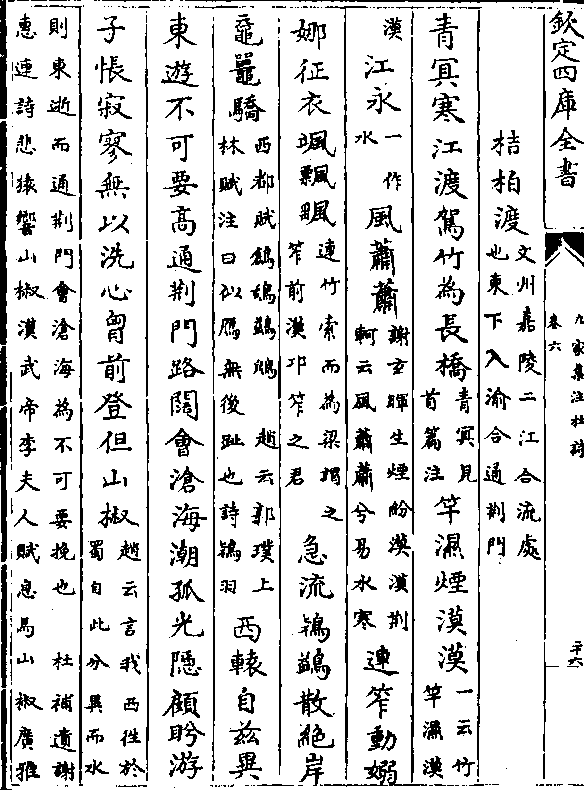 欽定四庫全書
九家集注杜詩
卷六
二十六
桔柏渡
文州嘉陵二江合流處
也東下入渝合通荆門
青冥寒江渡駕竹為長橋
青冥見
首篇注
竿濕煙漠漠
一云竹
竿濕漠
漠
江永
一作
水
風蕭蕭
謝玄暉生煙紛漠漠荆
軻云風蕭蕭兮易水寒
連笮動嫋
娜征衣颯飄颻
連竹索而為梁謂之
笮前漢卭笮之君
急流鴇鷁散絶岸
黿鼉驕
西都賦鶬鴰鴇鶂 趙云郭璞上
林賦注曰似鴈無後趾也詩鴇羽
西轅自兹異
東遊不可要高通荆門路闊會滄海潮孤光隠顧眄游
子悵寂寥無以洗心胷前登但山椒
趙云言我西往於
蜀自此分異而水
則東逝而通荆門會滄海為不可要挽也 杜補遺謝
惠連詩悲猿響山椒漢武帝李夫人賦息馬山椒廣雅